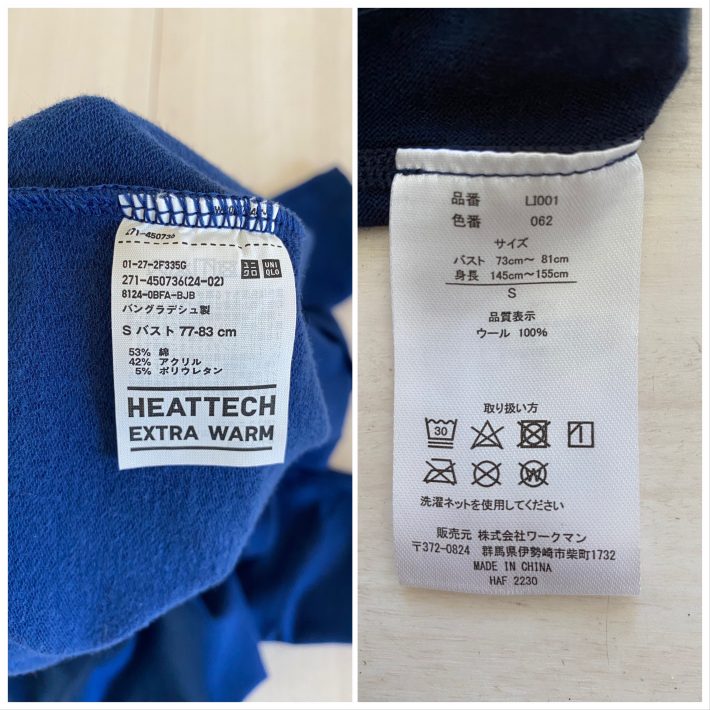 271-450736
01-27-2F335G
271-450736(24-02)
8124-0BFA-BJB
バングラデシュ製
ユニ
クロ
UNI
QLO
S バスト 77-83 cm
53% 綿
42% アクリル
5% ポリウレタン
HEATTECH
EXTRA WARM
品番 LI001
色番 062
サイズ
バスト 73cm〜 81cm
身長 145cm〜155cm
S
品質表示
ウール 100%
取り扱い方
30
W
洗濯ネットを使用してください
販売元 株式会社ワークマン
〒372-0824 群馬県伊勢崎市柴町1732
MADE IN CHINA
HAF 2230